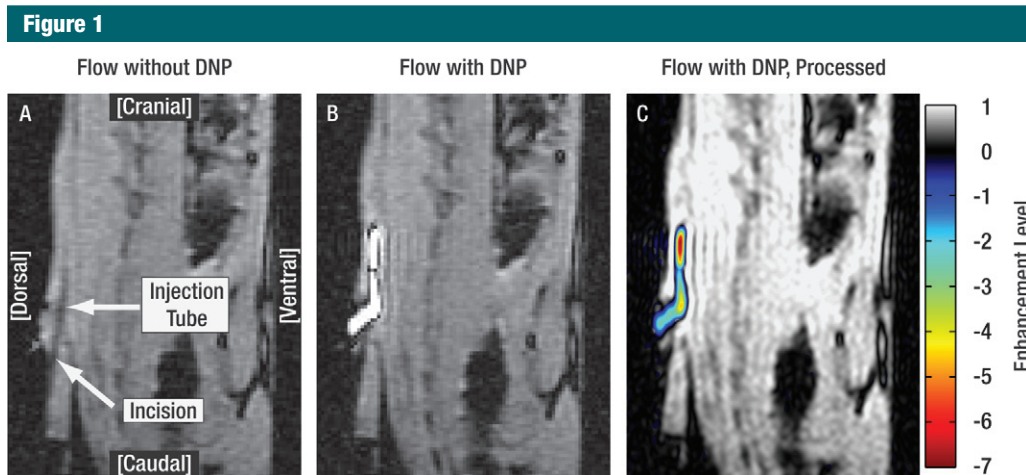 Figure 1
Flow without DNP
Flow with DNP
Flow with DNP, Processed
A
[Cranial]
B
C
[Dorsal]
[Ventral]
Injection
Tube
Incision
[Caudal]
1
0
-1
-2
-3
-4
-5
-6
-7
Enhancement Level